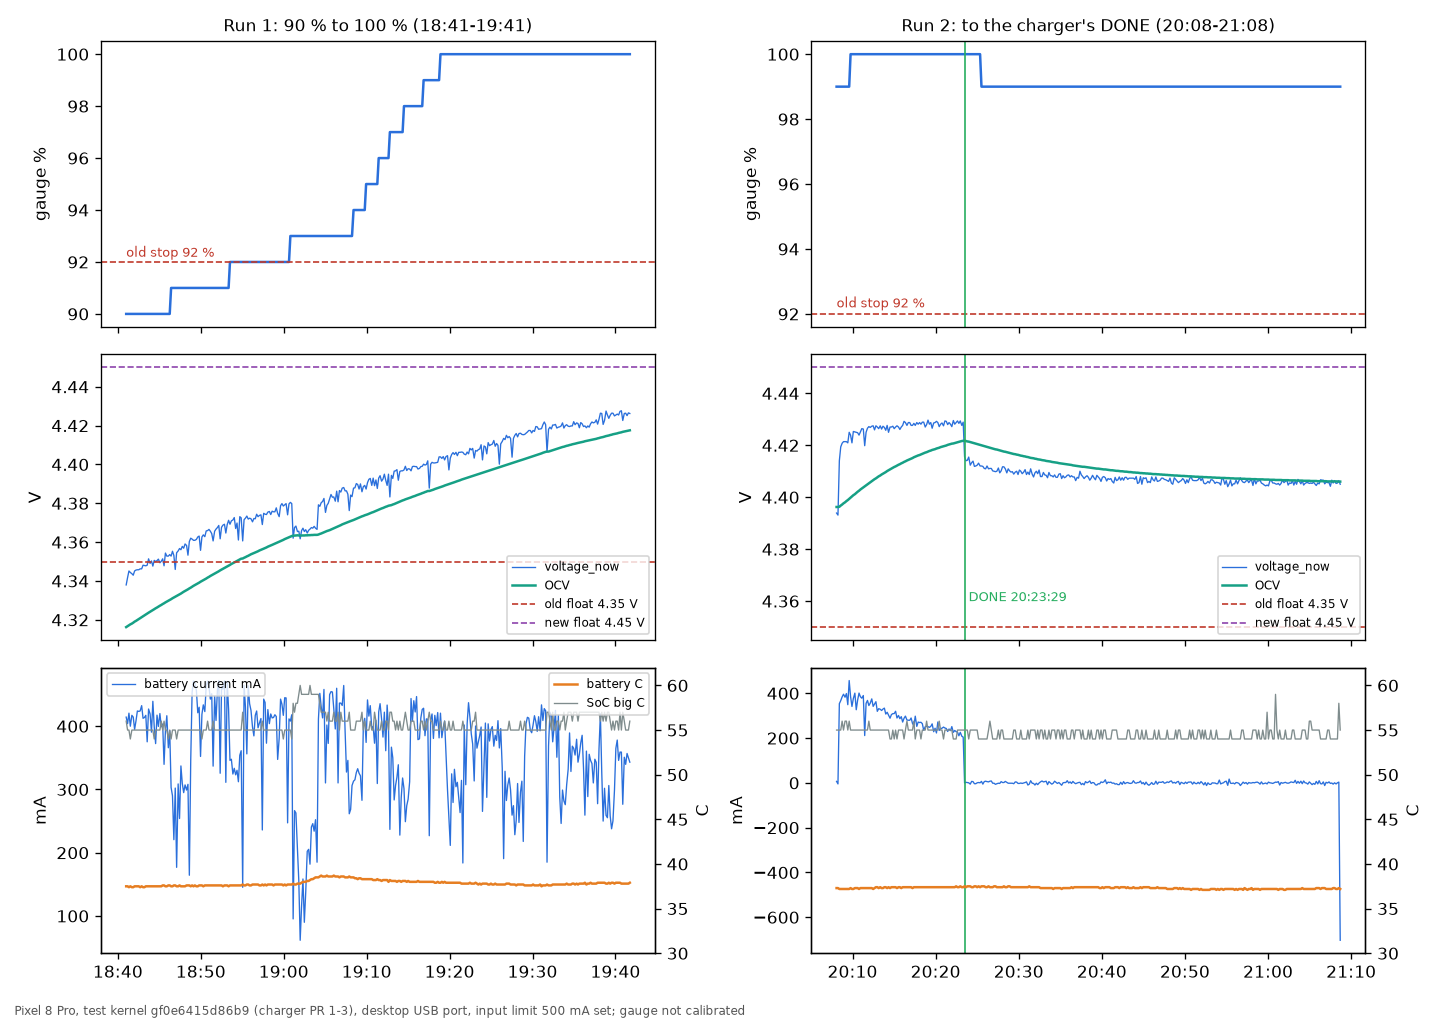 Run 1: 90 % to 100 % (18:41-19:41)
100
98
96
94
92
90
gauge %
old stop 92 %
Run 2: to the charger's DONE (20:08-21:08)
100
98
96
94
92
gauge %
old stop 92 %
4.44
4.42
4.40
4.38
4.36
4.34
4.32
V
voltage_now
OCV
old float 4.35 V
new float 4.45 V
4.44
4.42
4.40
4.38
4.36
V
DONE 20:23:29
voltage_now
OCV
old float 4.35 V
new float 4.45 V
400
300
200
100
mA
battery current mA
battery C
SoC big C
60
55
50
45
40
35
30
C
18:40 18:50 19:00 19:10 19:20 19:30 19:40
400
200
0
−200
−400
−600
mA
60
55
50
45
40
35
30
C
20:10 20:20 20:30 20:40 20:50 21:00 21:10
Pixel 8 Pro, test kernel gf0e6415d86b9 (charger PR 1-3), desktop USB port, input limit 500 mA set; gauge not calibrated